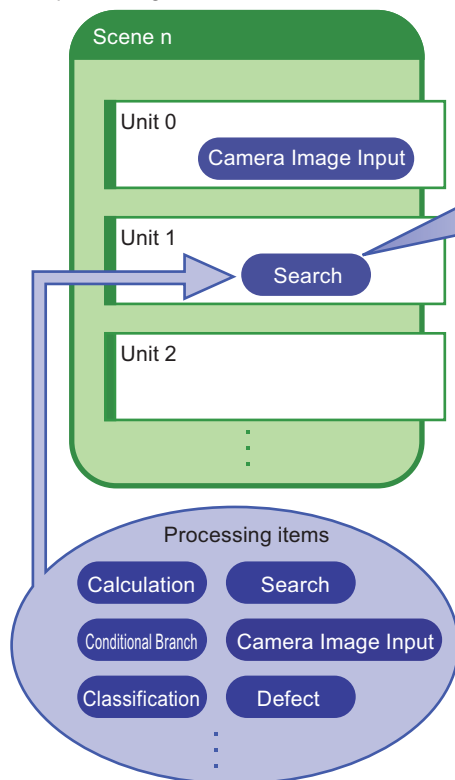 Scene n
Unit 0
Camera Image Input
Unit 1
Search
Unit 2
Processing items
Calculation Search
Conditional Branch Camera Image Input
Classification Defect